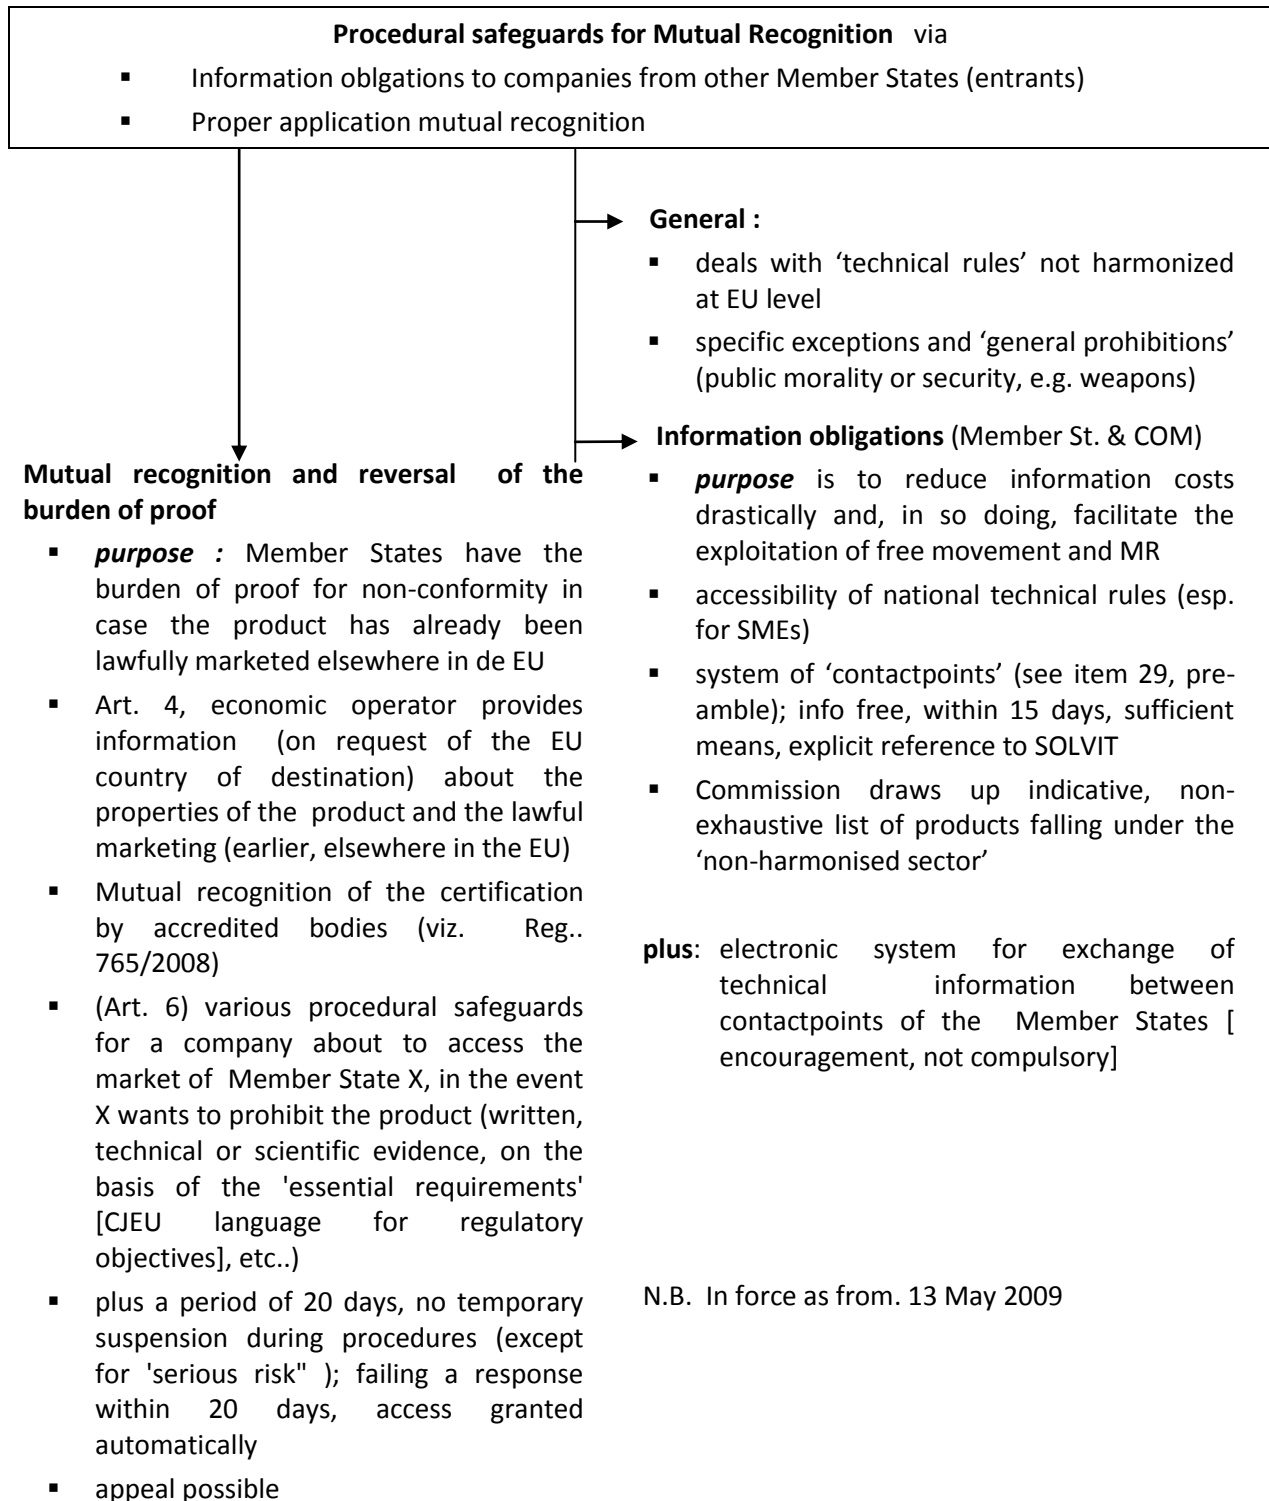 Procedural safeguards for Mutual Recognition via
▪ Information oblgations to companies from other Member States (entrants)
▪ Proper application mutual recognition
Mutual recognition and reversal of the
burden of proof
▪ purpose : Member States have the
burden of proof for non-conformity in
case the product has already been
lawfully marketed elsewhere in de EU
▪ Art. 4, economic operator provides
information (on request of the EU
country of destination) about the
properties of the product and the lawful
marketing (earlier, elsewhere in the EU)
▪ Mutual recognition of the certification
by accredited bodies (viz. Reg..
765/2008)
▪ (Art. 6) various procedural safeguards
for a company about to access the
market of Member State X, in the event
X wants to prohibit the product (written,
technical or scientific evidence, on the
basis of the 'essential requirements'
[CJEU language for regulatory
objectives], etc..)
▪ plus a period of 20 days, no temporary
suspension during procedures (except
for 'serious risk" ); failing a response
within 20 days, access granted
automatically
▪ appeal possible
General :
▪ deals with ‘technical rules’ not harmonized
at EU level
▪ specific exceptions and ‘general prohibitions’
(public morality or security, e.g. weapons)
Information obligations (Member St. & COM)
▪ purpose is to reduce information costs
drastically and, in so doing, facilitate the
exploitation of free movement and MR
▪ accessibility of national technical rules (esp.
for SMEs)
▪ system of ‘contactpoints’ (see item 29, pre-
amble); info free, within 15 days, sufficient
means, explicit reference to SOLVIT
▪ Commission draws up indicative, non-
exhaustive list of products falling under the
‘non-harmonised sector’
plus: electronic system for exchange of
technical information between
contactpoints of the Member States [
encouragement, not compulsory]
N.B. In force as from. 13 May 2009